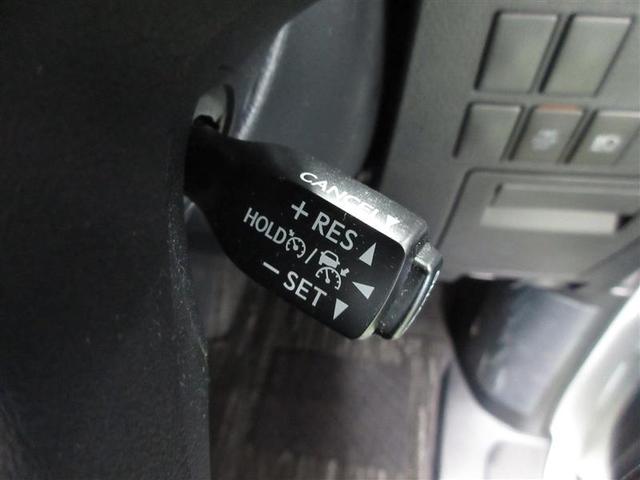 CANCEL
+ RES
HOLD /
− SET